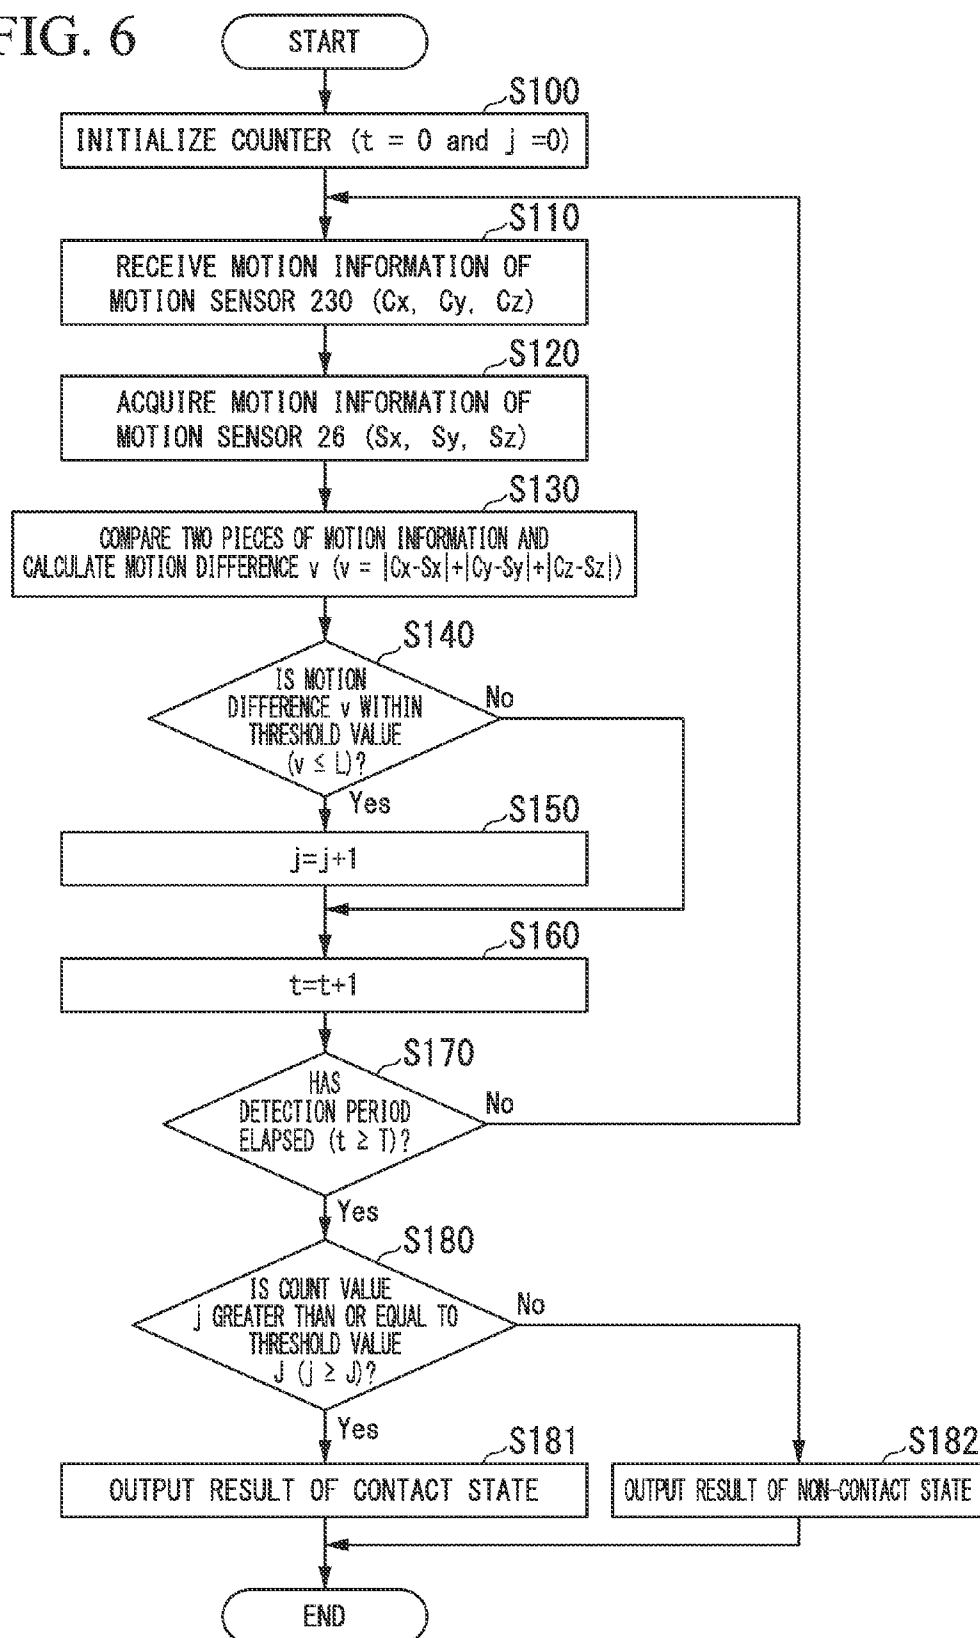 FIG. 6
START
S100
INITIALIZE COUNTER (t = 0 and j =0)
S110
RECEIVE MOTION INFORMATION OF
MOTION SENSOR 230 (Cx, Cy, Cz)
S120
ACQUIRE MOTION INFORMATION OF
MOTION SENSOR 26 (Sx, Sy, Sz)
S130
COMPARE TWO PIECES OF MOTION INFORMATION AND
CALCULATE MOTION DIFFERENCE v (v = |Cx-Sx|+|Cy-Sy|+|Cz-Sz|)
S140
IS MOTION
DIFFERENCE v WITHIN
THRESHOLD VALUE
(v ≤ L)?
No
Yes
S150
j=j+1
S160
t=t+1
S170
HAS
DETECTION PERIOD
ELAPSED (t ≥ T)?
No
Yes
S180
IS COUNT VALUE
j GREATER THAN OR EQUAL TO
THRESHOLD VALUE
J (j ≥ J)?
No
Yes
S181
OUTPUT RESULT OF CONTACT STATE
S182
OUTPUT RESULT OF NON-CONTACT STATE
END